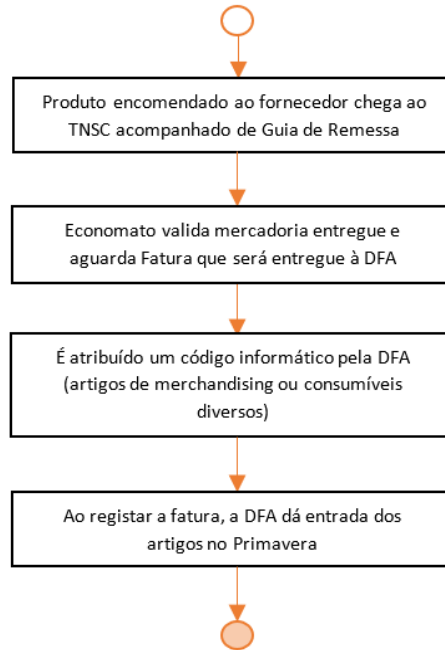 Produto encomendado ao fornecedor chega ao
TNSC acompanhado de Guia de Remessa
Economato valida mercadoria entregue e
aguarda Fatura que será entregue à DFA
É atribuído um código informático pela DFA
(artigos de merchandising ou consumíveis
diversos)
Ao registar a fatura, a DFA dá entrada dos
artigos no Primavera